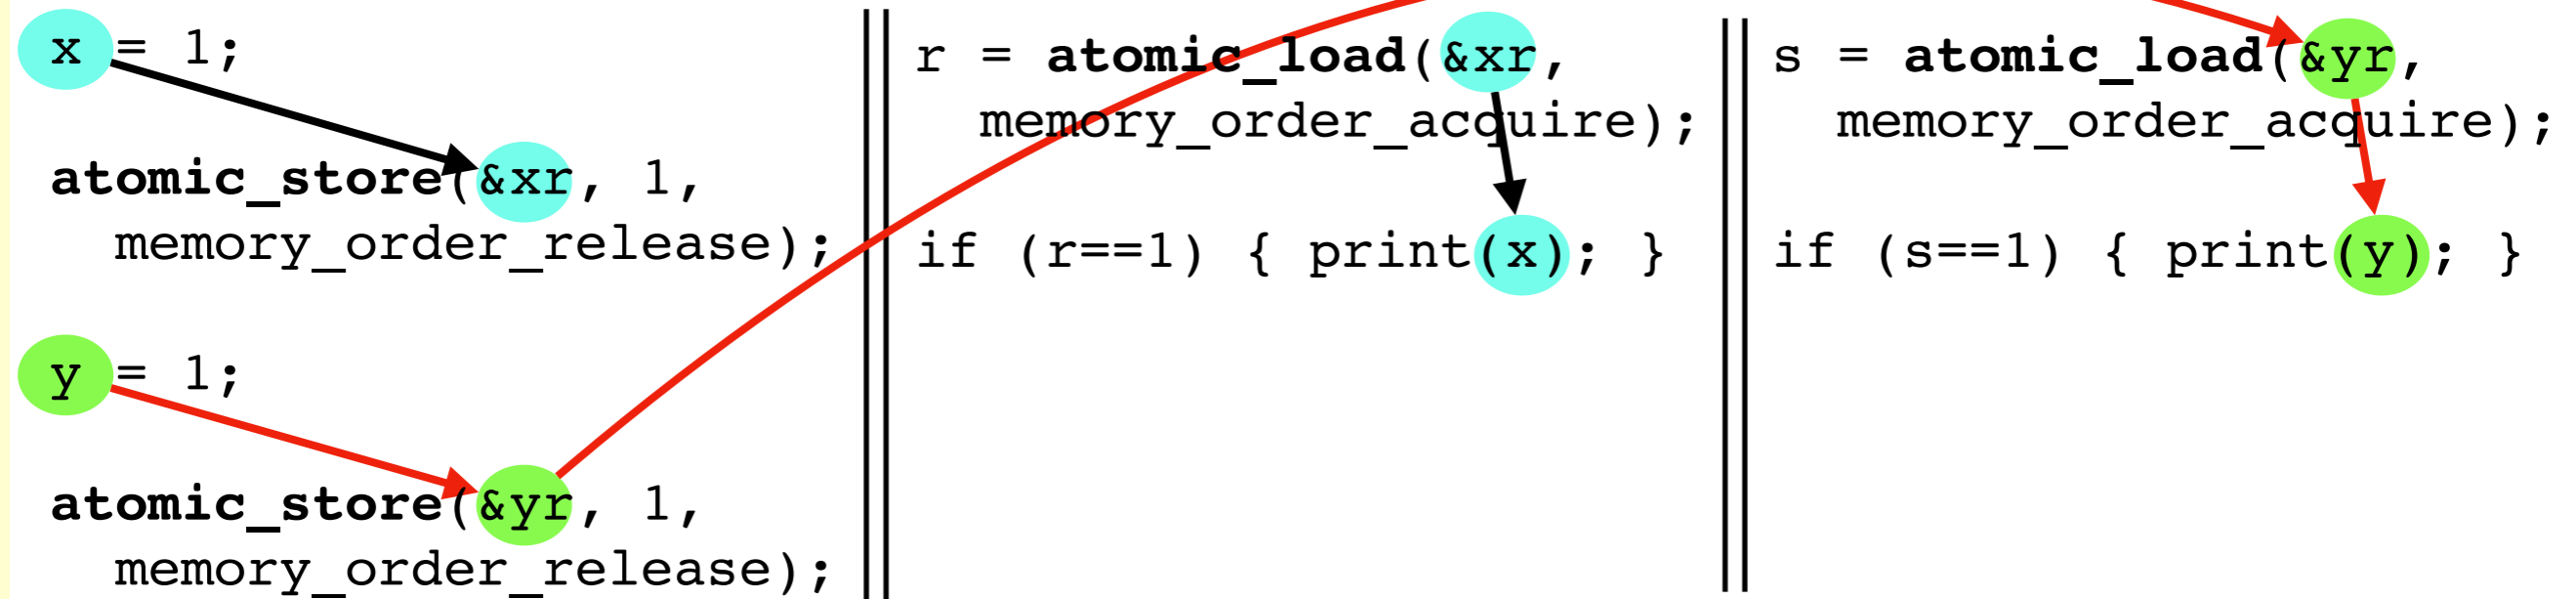 x = 1;
atomic_store(&xr, 1,
memory_order_release);
y = 1;
atomic_store(&yr, 1,
memory_order_release);
r = atomic_load(&xr,
memory_order_acquire);
if (r==1) { print(x); }
s = atomic_load(&yr,
memory_order_acquire);
if (s==1) { print(y); }